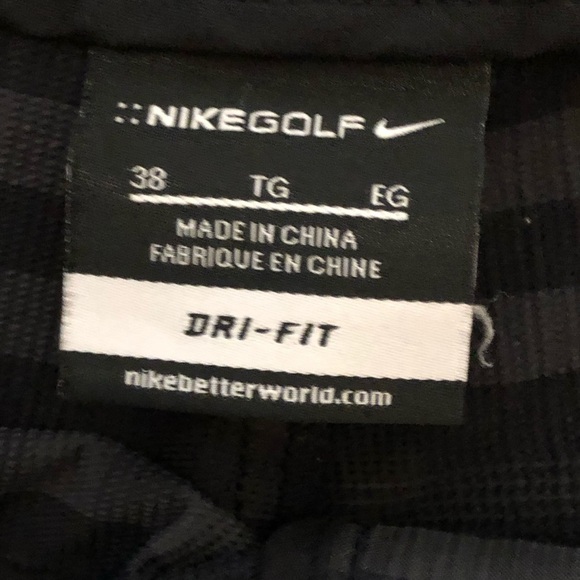 ::NIKEGOLF
38 TG EG
MADE IN CHINA
FABRIQUE EN CHINE
DRI-FIT
nikebetterworld.com